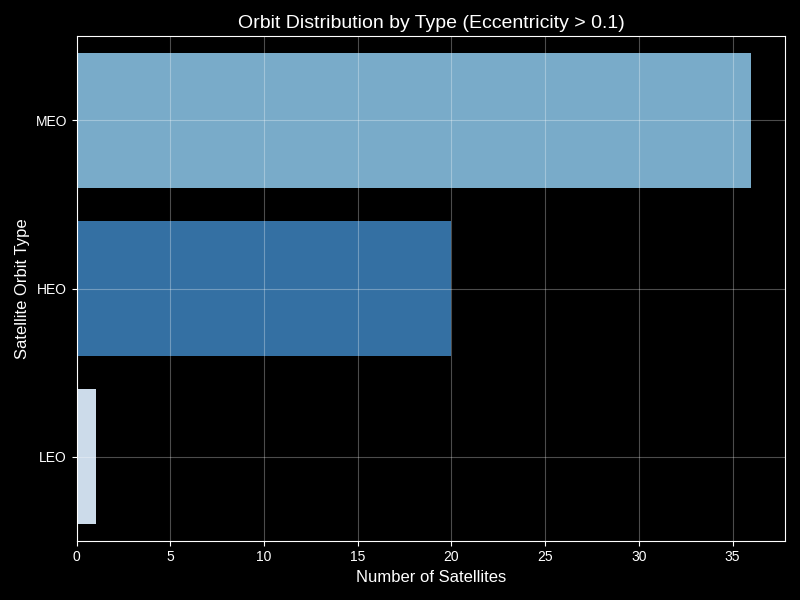 Orbit Distribution by Type (Eccentricity > 0.1)
Satellite Orbit Type
MEO
HEO
LEO
0 5 10 15 20 25 30 35
Number of Satellites